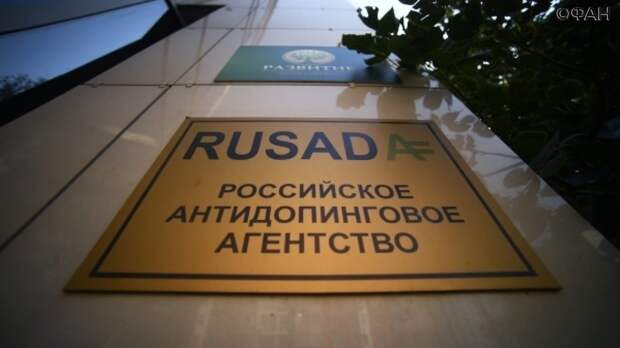 ©ФАН
РАЗВИТИЕ
RUSADA
РОССИЙСКОЕ
АНТИДОПИНГОВОЕ
АГЕНТСТВО